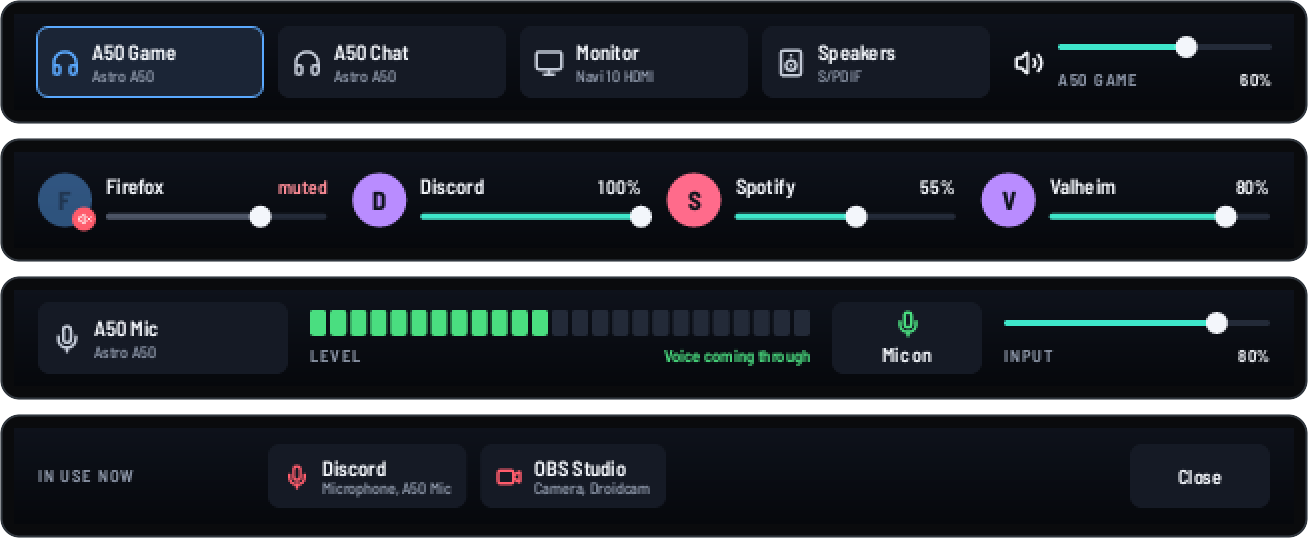 A50 Game
Astro A50
A50 Chat
Astro A50
Monitor
Navi 10 HDMI
Speakers
S/PDIF
A50 GAME
60%
F
Firefox
muted
D
Discord
100%
S
Spotify
55%
V
Valheim
80%
A50 Mic
Astro A50
LEVEL
Voice coming through
Mic on
INPUT
80%
IN USE NOW
Discord
Microphone, A50 Mic
OBS Studio
Camera, Droidcam
Close